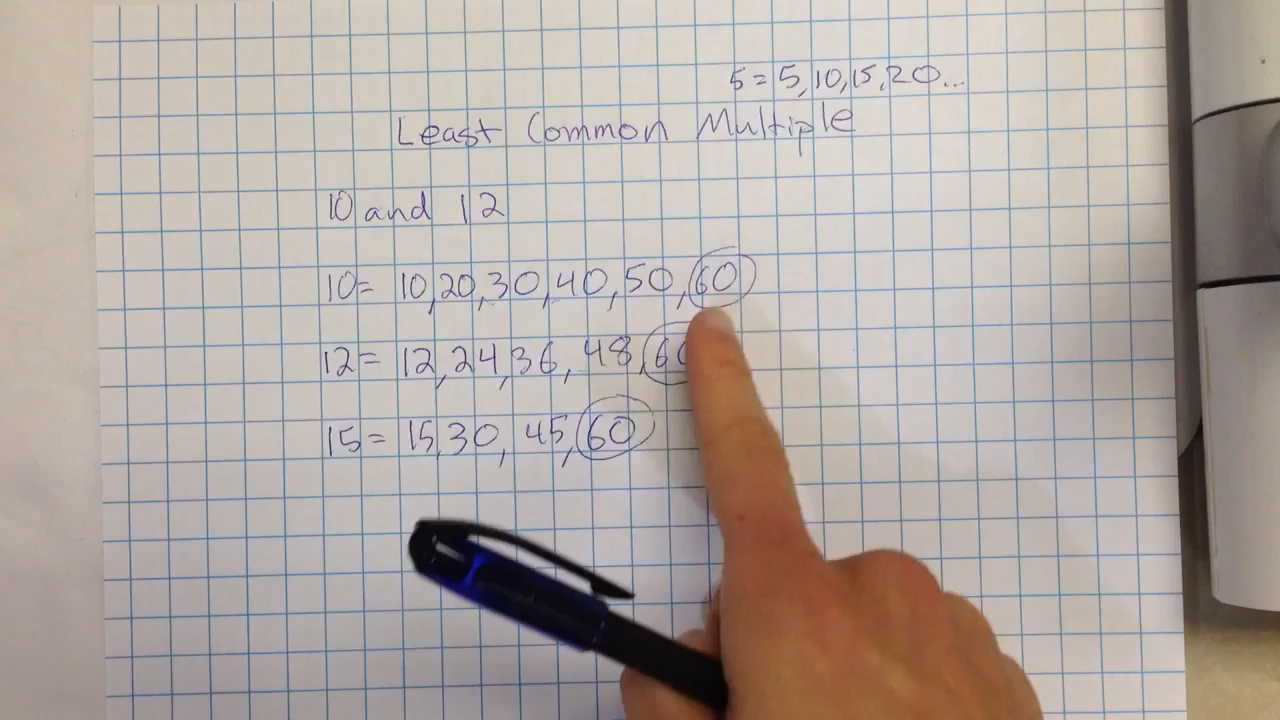 5 = 5, 10, 15, 20...
Least Common Multiple
10 and 12
10= 10, 20, 30, 40, 50, 60
12= 12, 24, 36, 48, 60
15= 15, 30, 45, 60